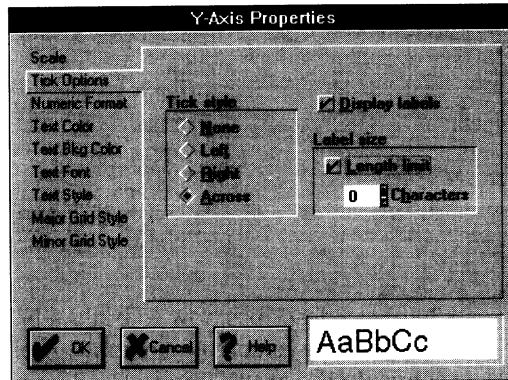 Y-Axis Properties
Scale
Tick Options
Numeric Format
Text Color
Text Bkg Color
Text Font
Text Style
Major Grid Style
Minor Grid Style
Tick style
None
Left
Right
Across
Display labels
Label size
Length limit
0 Characters
OK
Cancel
? Help
AaBbCc